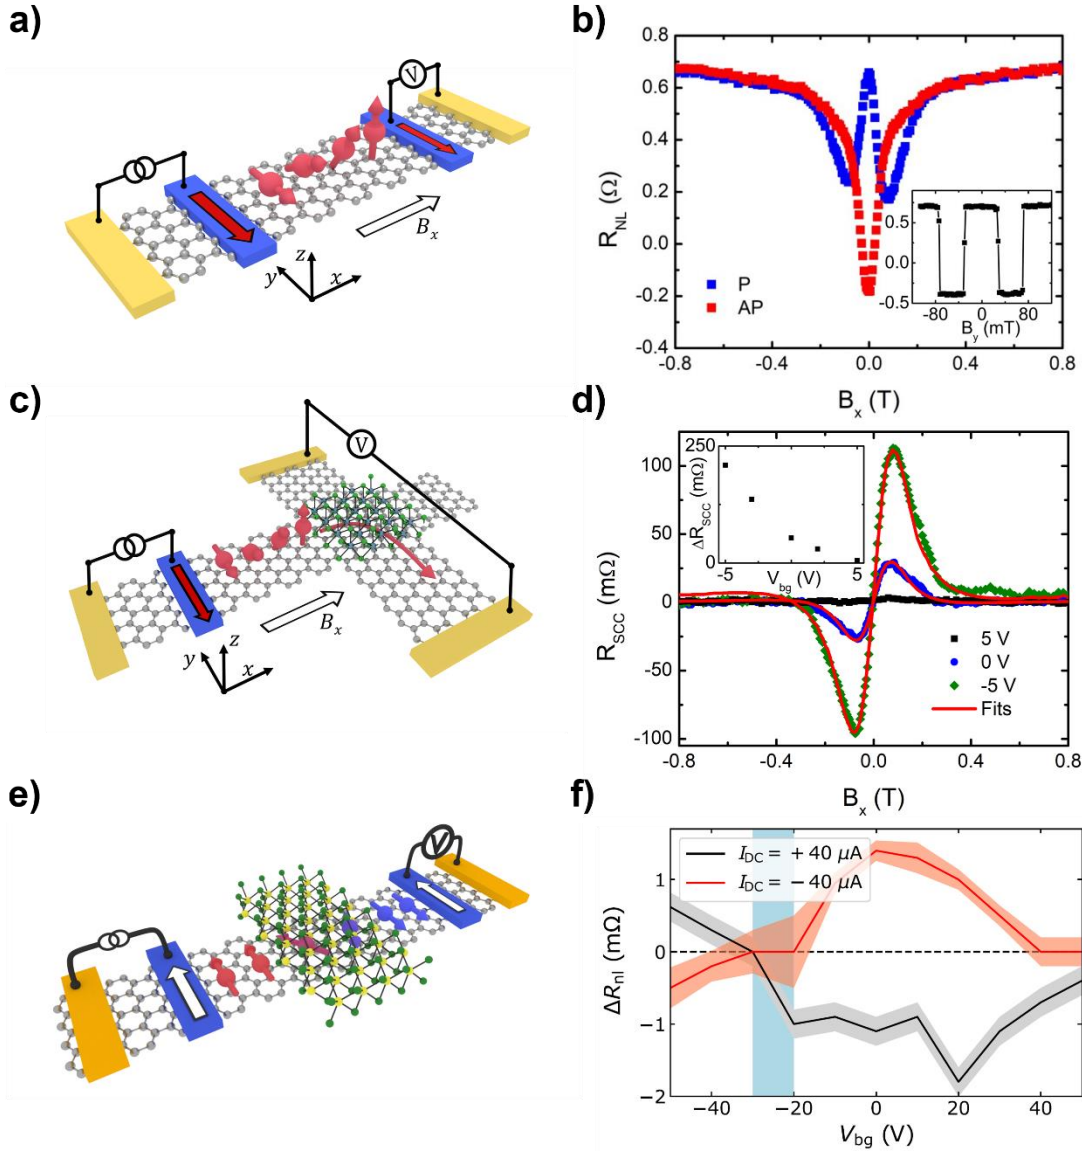 a)
V
B_x
z
y
x
b)
0.8
0.6
0.4
0.2
0.0
-0.2
-0.4
R_NL (Ω)
P
AP
0.5
0.0
-0.5
-80
0
80
B_y (mT)
-0.8
-0.4
0.0
0.4
0.8
B_x (T)
c)
V
B_x
z
y
x
d)
100
50
0
-50
-100
R_SCC (mΩ)
250
0
ΔR_SCC (mΩ)
-5
0
5
V_bg (V)
5 V
0 V
-5 V
Fits
-0.8
-0.4
0.0
0.4
0.8
B_x (T)
e)
V
f)
I_DC = + 40 μA
I_DC = − 40 μA
1
0
−1
−2
ΔR_nl (mΩ)
−40
−20
0
20
40
V_bg (V)